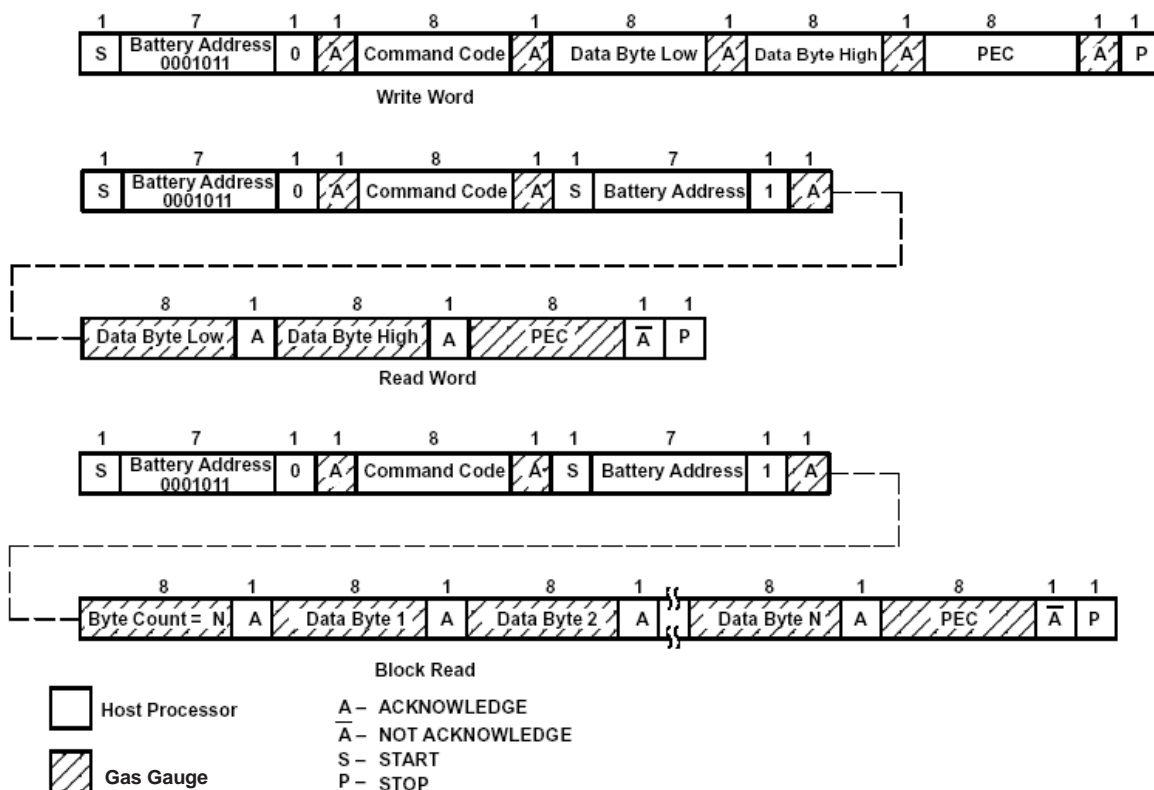 1 7 1 1 8 1 8 1 8 1 8 1 1
S Battery Address 0001011 0 A Command Code A Data Byte Low A Data Byte High A PEC A P
Write Word
1 7 1 1 8 1 1 7 1 1
S Battery Address 0001011 0 A Command Code A S Battery Address 1 A
8 1 8 1 8 1 1
Data Byte Low A Data Byte High A PEC A̅ P
Read Word
1 7 1 1 8 1 1 7 1 1
S Battery Address 0001011 0 A Command Code A S Battery Address 1 A
8 1 8 1 8 1 8 1 8 1 1
Byte Count = N A Data Byte 1 A Data Byte 2 A Data Byte N A PEC A̅ P
Block Read
Host Processor
Gas Gauge
A – ACKNOWLEDGE
A̅ – NOT ACKNOWLEDGE
S – START
P – STOP